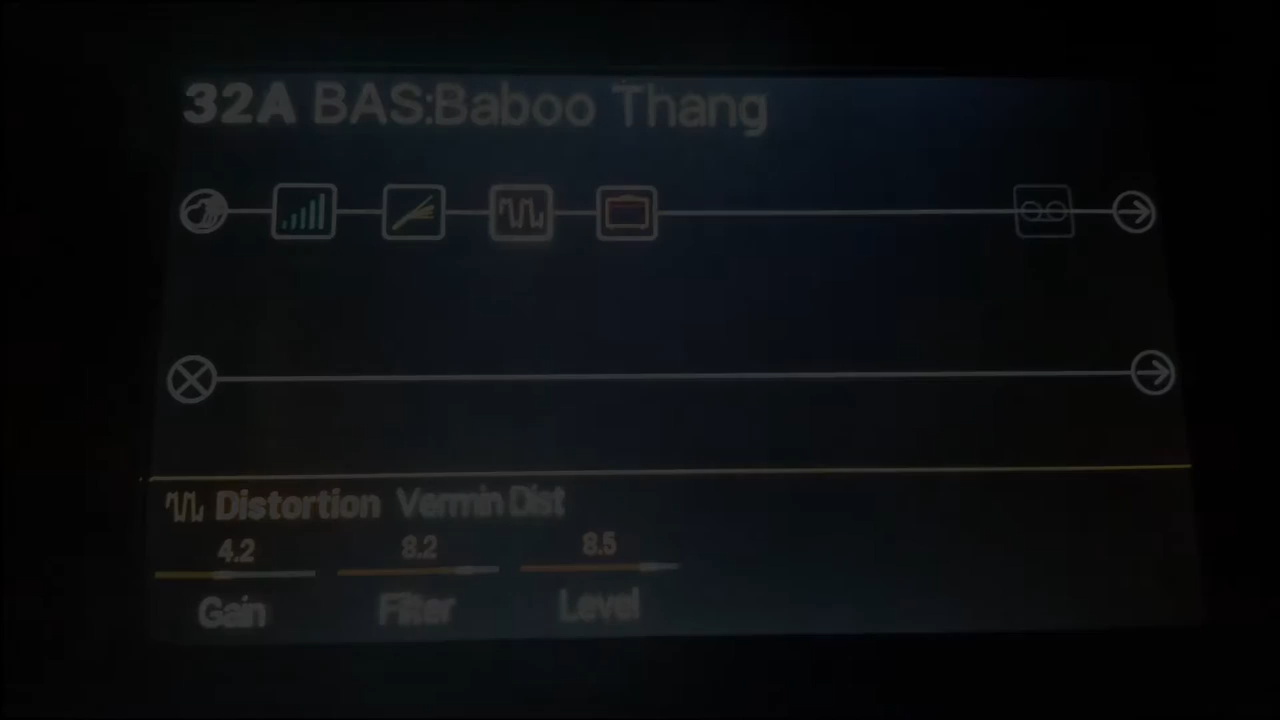 32A BAS:Baboo Thang
Distortion Vermin Dist
4.2 8.2 8.5
Gain Filter Level